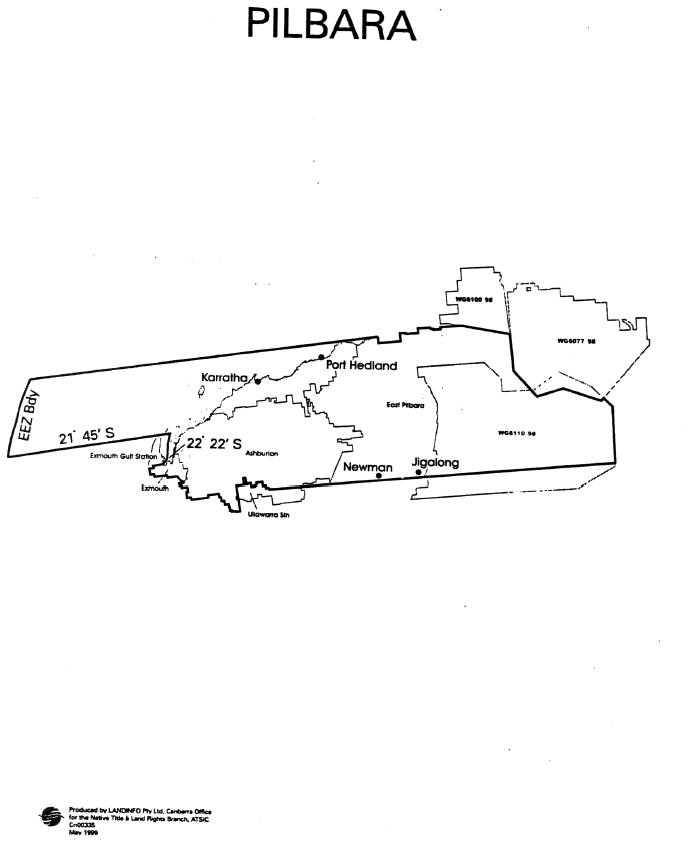 PILBARA
WG6100 98
WG6077 98
Port Hedland
Karratha
EEZ Bdy
East Pilbara
21° 45' S
WG6110 98
22° 22' S
Exmouth Gulf Station
Ashburton
Newman
Jigalong
Exmouth
Ullawarra Stn
Produced by LANDINFO Pty Ltd, Canberra Office
for the Native Title & Land Rights Branch, ATSIC
Cn00335
May 1999